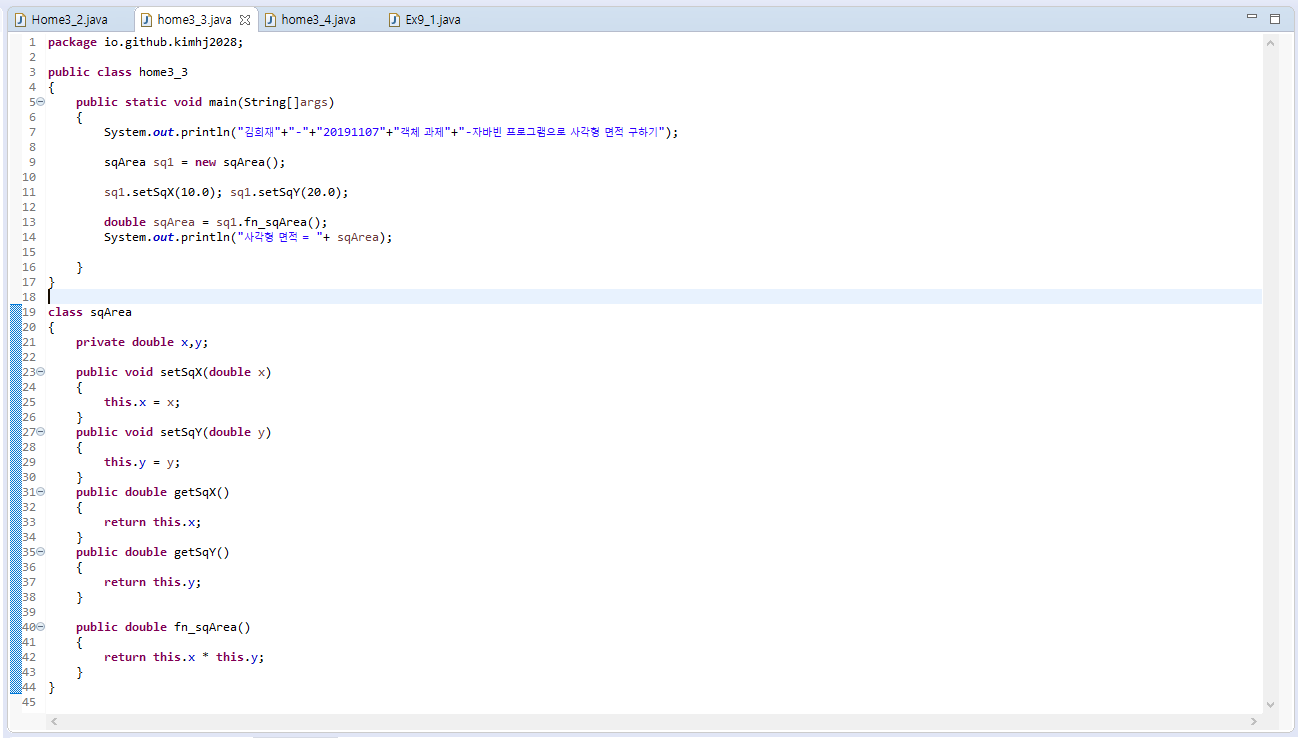 Home3_2.java home3_3.java home3_4.java Ex9_1.java
1 package io.github.kimhj2028;
2
3 public class home3_3
4 {
5 public static void main(String[]args)
6 {
7 System.out.println("김희재"+"-"+"20191107"+"객체 과제"+"-자바빈 프로그램으로 사각형 면적 구하기");
8
9 sqArea sq1 = new sqArea();
10
11 sq1.setSqX(10.0); sq1.setSqY(20.0);
12
13 double sqArea = sq1.fn_sqArea();
14 System.out.println("사각형 면적 = "+ sqArea);
15
16 }
17 }
18
19 class sqArea
20 {
21 private double x,y;
22
23 public void setSqX(double x)
24 {
25 this.x = x;
26 }
27 public void setSqY(double y)
28 {
29 this.y = y;
30 }
31 public double getSqX()
32 {
33 return this.x;
34 }
35 public double getSqY()
36 {
37 return this.y;
38 }
39
40 public double fn_sqArea()
41 {
42 return this.x * this.y;
43 }
44 }
45